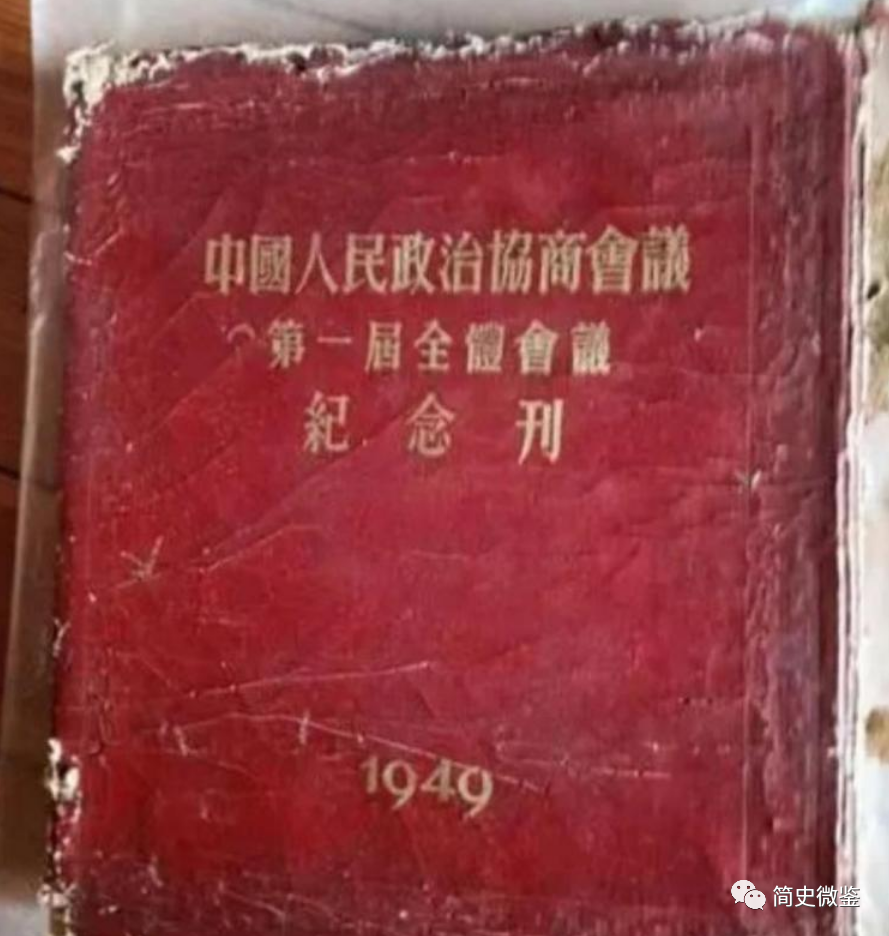 中國人民政治協商會議
第一屆全體會議
紀念刊
1949
简史微鉴